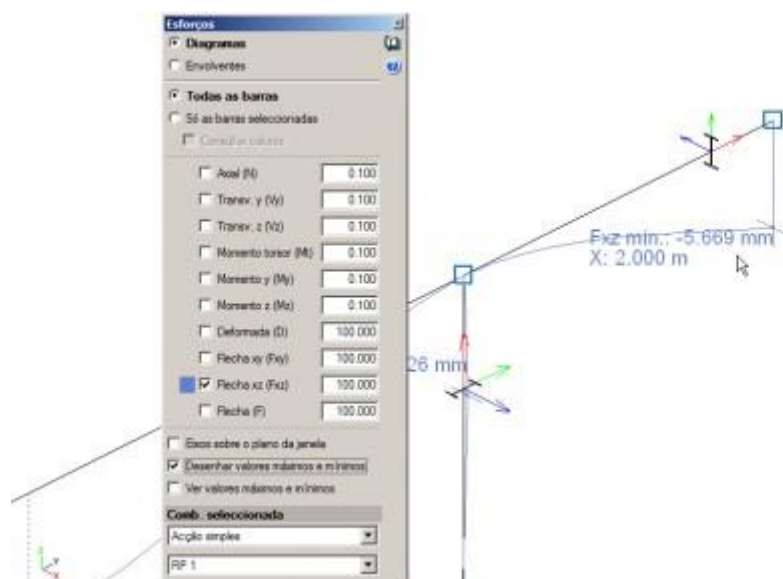 Esforços
Diagramas
Envolventes
Todas as barras
Só as barras seleccionadas
Consultar valores
Axial (N) 0.100
Transv. y (Vy) 0.100
Transv. z (Vz) 0.100
Momento torsor (Mt) 0.100
Momento y (My) 0.100
Momento z (Mz) 0.100
Deformada (D) 100.000
Flecha xy (Fxy) 100.000
Flecha xz (Fxz) 100.000
Flecha (F) 100.000
Eixos sobre o plano da janela
Desenhar valores máximos e mínimos
Ver valores máximos e mínimos
Comb. seleccionada
Acção simples
RP 1
Fxz min.: -5.669 mm
X: 2.000 m
26 mm